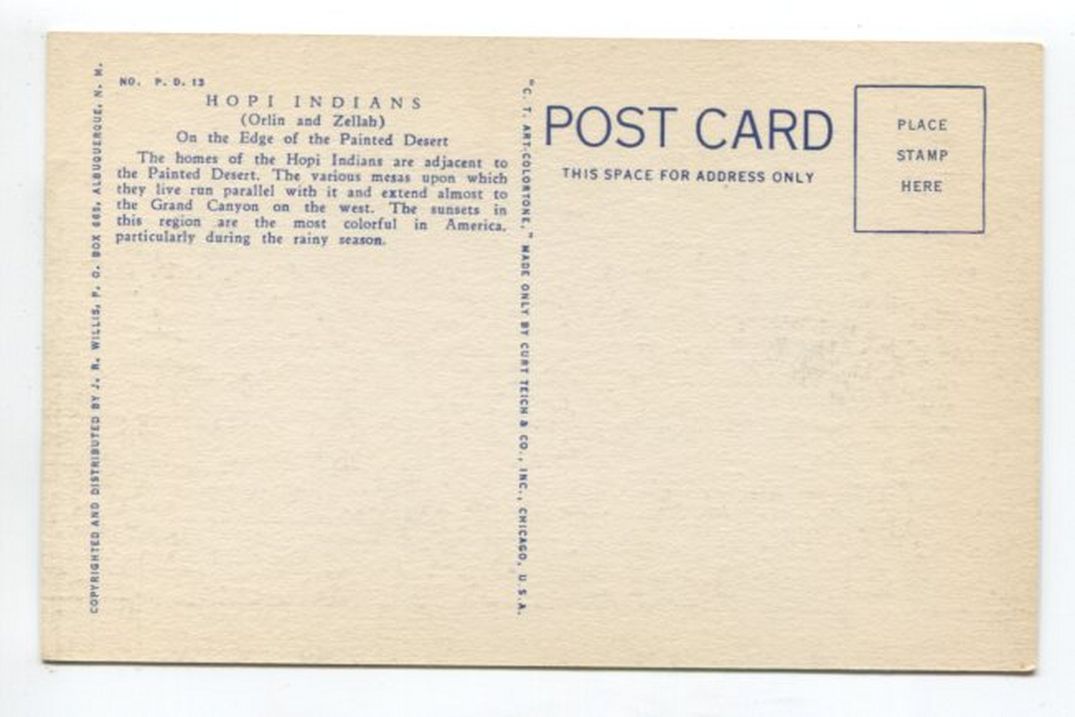 NO. P. D. 13
HOPI INDIANS
(Orlin and Zellah)
On the Edge of the Painted Desert
The homes of the Hopi Indians are adjacent to
the Painted Desert. The various mesas upon which
they live run parallel with it and extend almost to
the Grand Canyon on the west. The sunsets in
this region are the most colorful in America,
particularly during the rainy season.
COPYRIGHTED AND DISTRIBUTED BY J. R. WILLIS, P. O. BOX 665, ALBUQUERQUE, N. M.
"C. T. ART-COLORTONE," MADE ONLY BY CURT TEICH & CO., INC., CHICAGO, U.S.A.
POST CARD
THIS SPACE FOR ADDRESS ONLY
PLACE
STAMP
HERE